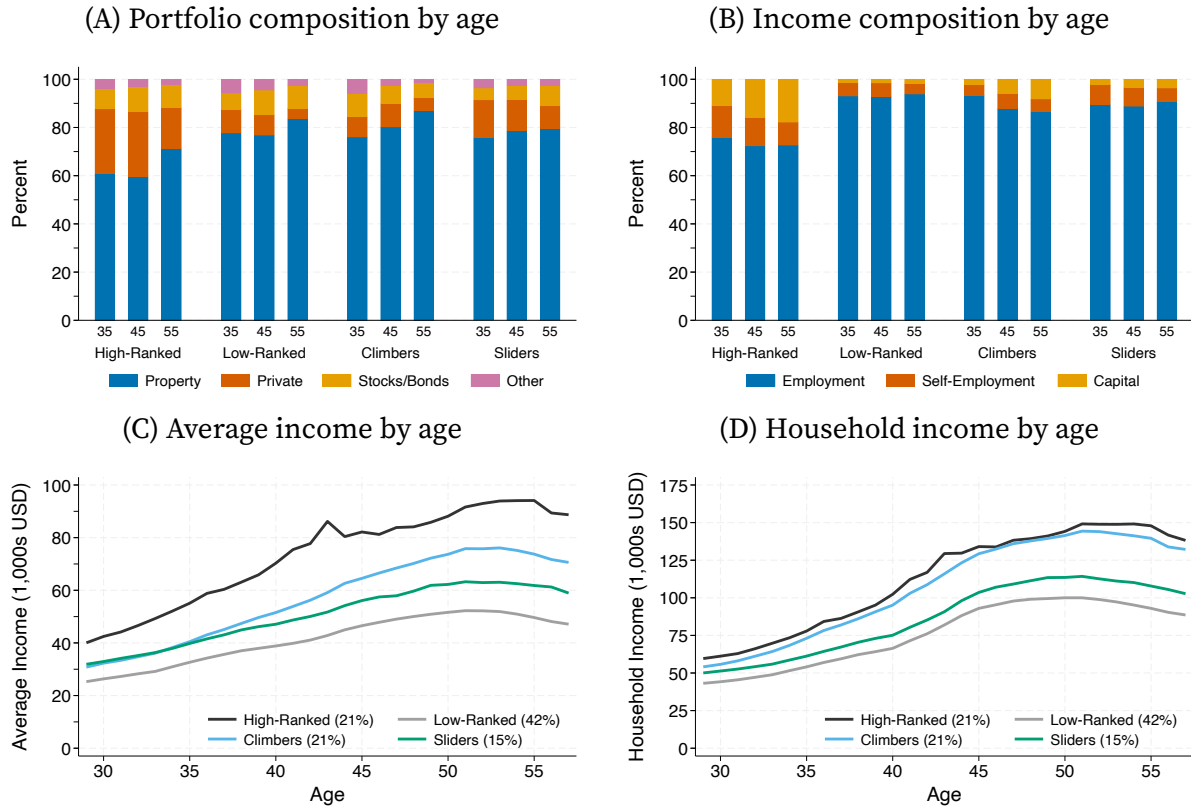 (A) Portfolio composition by age
Percent
100
80
60
40
20
0
35 45 55 35 45 55 35 45 55 35 45 55
High-Ranked Low-Ranked Climbers Sliders
Property Private Stocks/Bonds Other
(B) Income composition by age
Percent
100
80
60
40
20
0
35 45 55 35 45 55 35 45 55 35 45 55
High-Ranked Low-Ranked Climbers Sliders
Employment Self-Employment Capital
(C) Average income by age
Average Income (1,000s USD)
100
80
60
40
20
0
High-Ranked (21%) Low-Ranked (42%)
Climbers (21%) Sliders (15%)
30 35 40 45 50 55
Age
(D) Household income by age
Household Income (1,000s USD)
175
150
125
100
75
50
25
0
High-Ranked (21%) Low-Ranked (42%)
Climbers (21%) Sliders (15%)
30 35 40 45 50 55
Age